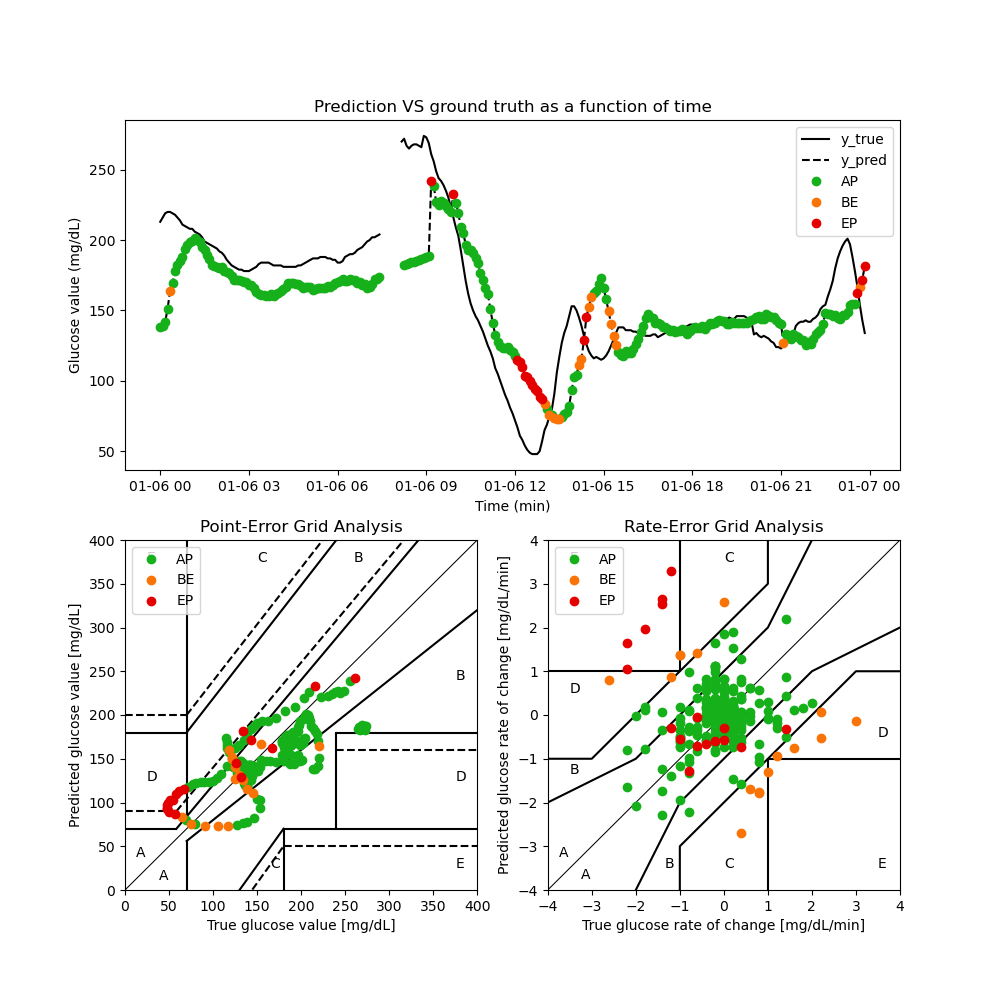 Prediction VS ground truth as a function of time
Glucose value (mg/dL)
250
200
150
100
50
y_true
y_pred
AP
BE
EP
01-06 00 01-06 03 01-06 06 01-06 09 01-06 12 01-06 15 01-06 18 01-06 21 01-07 00
Time (min)
Point-Error Grid Analysis
Predicted glucose value [mg/dL]
400
350
300
250
200
150
100
50
0
AP
BE
EP
C
B
B
D
D
D
A
A
C
E
0 50 100 150 200 250 300 350 400
True glucose value [mg/dL]
Rate-Error Grid Analysis
Predicted glucose rate of change [mg/dL/min]
4
3
2
1
0
−1
−2
−3
−4
AP
BE
EP
C
D
D
B
A
A
B
C
E
−4 −3 −2 −1 0 1 2 3 4
True glucose rate of change [mg/dL/min]